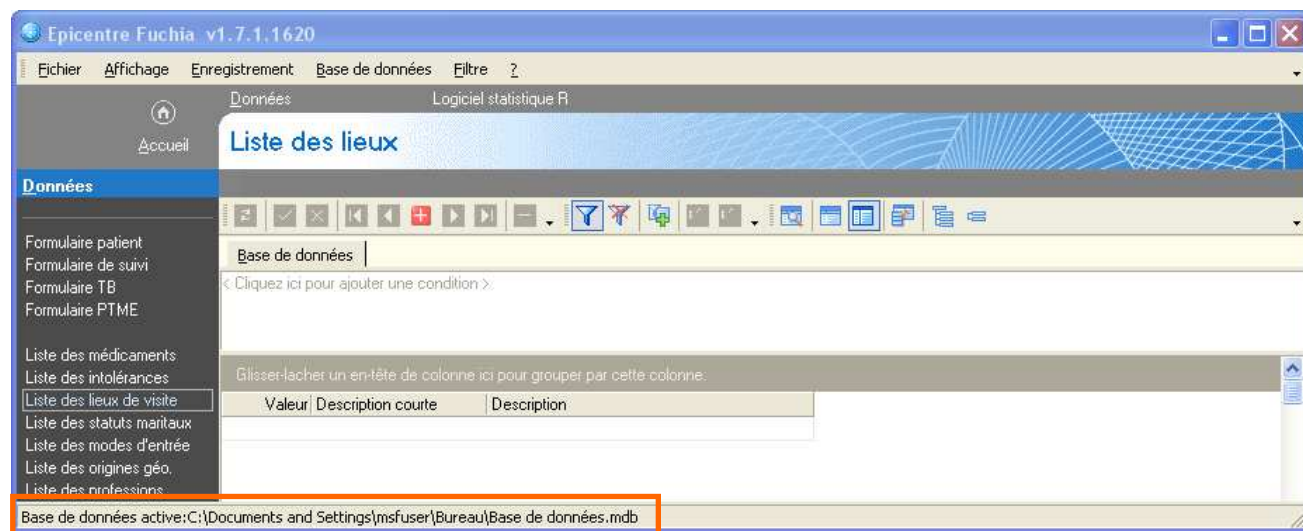 Epicentre Fuchia v1.7.1.1620
Fichier Affichage Enregistrement Base de données Filtre ?
Données Logiciel statistique R
Accueil
Liste des lieux
Données
Base de données
< Cliquez ici pour ajouter une condition >
Formulaire patient
Formulaire de suivi
Formulaire TB
Formulaire PTME
Liste des médicaments
Liste des intolérances
Liste des lieux de visite
Liste des statuts maritaux
Liste des modes d'entrée
Liste des origines géo.
Liste des professions
Glisser-lacher un en-tête de colonne ici pour grouper par cette colonne.
Valeur Description courte Description
Base de données active:C:\Documents and Settings\msfuser\Bureau\Base de données.mdb